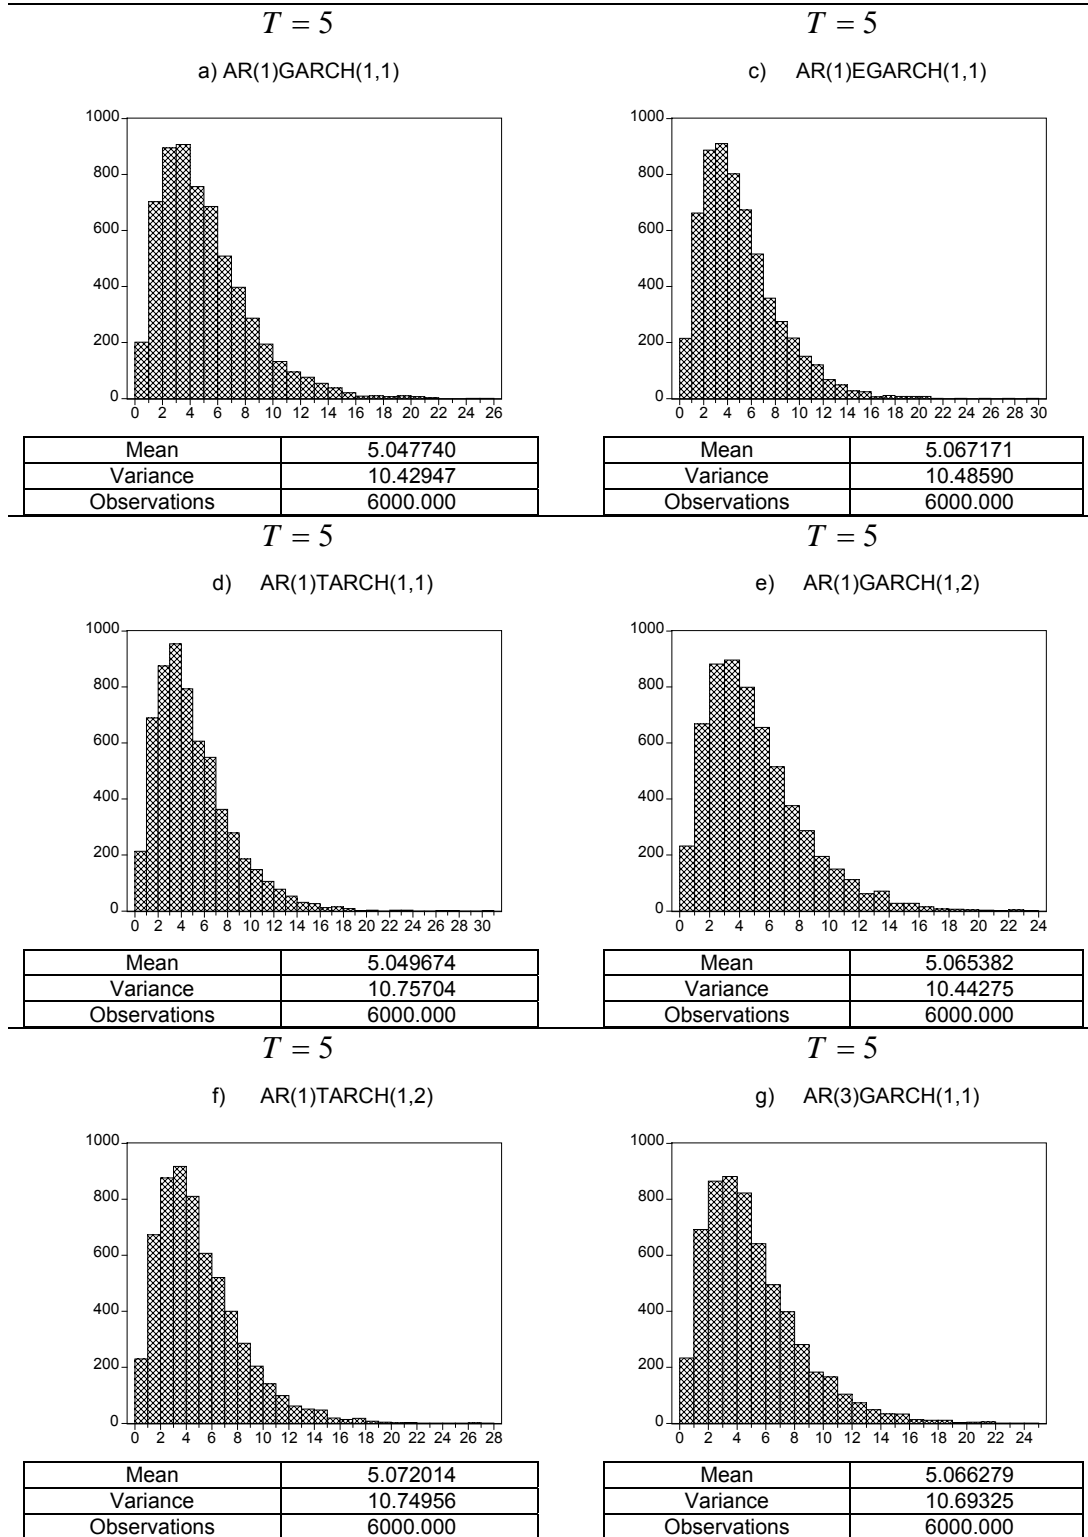 T = 5
a) AR(1)GARCH(1,1)
1000
800
600
400
200
0
0 2 4 6 8 10 12 14 16 18 20 22 24 26
Mean 5.047740
Variance 10.42947
Observations 6000.000
T = 5
c) AR(1)EGARCH(1,1)
1000
800
600
400
200
0
0 2 4 6 8 10 12 14 16 18 20 22 24 26 28 30
Mean 5.067171
Variance 10.48590
Observations 6000.000
T = 5
d) AR(1)TARCH(1,1)
1000
800
600
400
200
0
0 2 4 6 8 10 12 14 16 18 20 22 24 26 28 30
Mean 5.049674
Variance 10.75704
Observations 6000.000
T = 5
e) AR(1)GARCH(1,2)
1000
800
600
400
200
0
0 2 4 6 8 10 12 14 16 18 20 22 24
Mean 5.065382
Variance 10.44275
Observations 6000.000
T = 5
f) AR(1)TARCH(1,2)
1000
800
600
400
200
0
0 2 4 6 8 10 12 14 16 18 20 22 24 26 28
Mean 5.072014
Variance 10.74956
Observations 6000.000
T = 5
g) AR(3)GARCH(1,1)
1000
800
600
400
200
0
0 2 4 6 8 10 12 14 16 18 20 22 24
Mean 5.066279
Variance 10.69325
Observations 6000.000